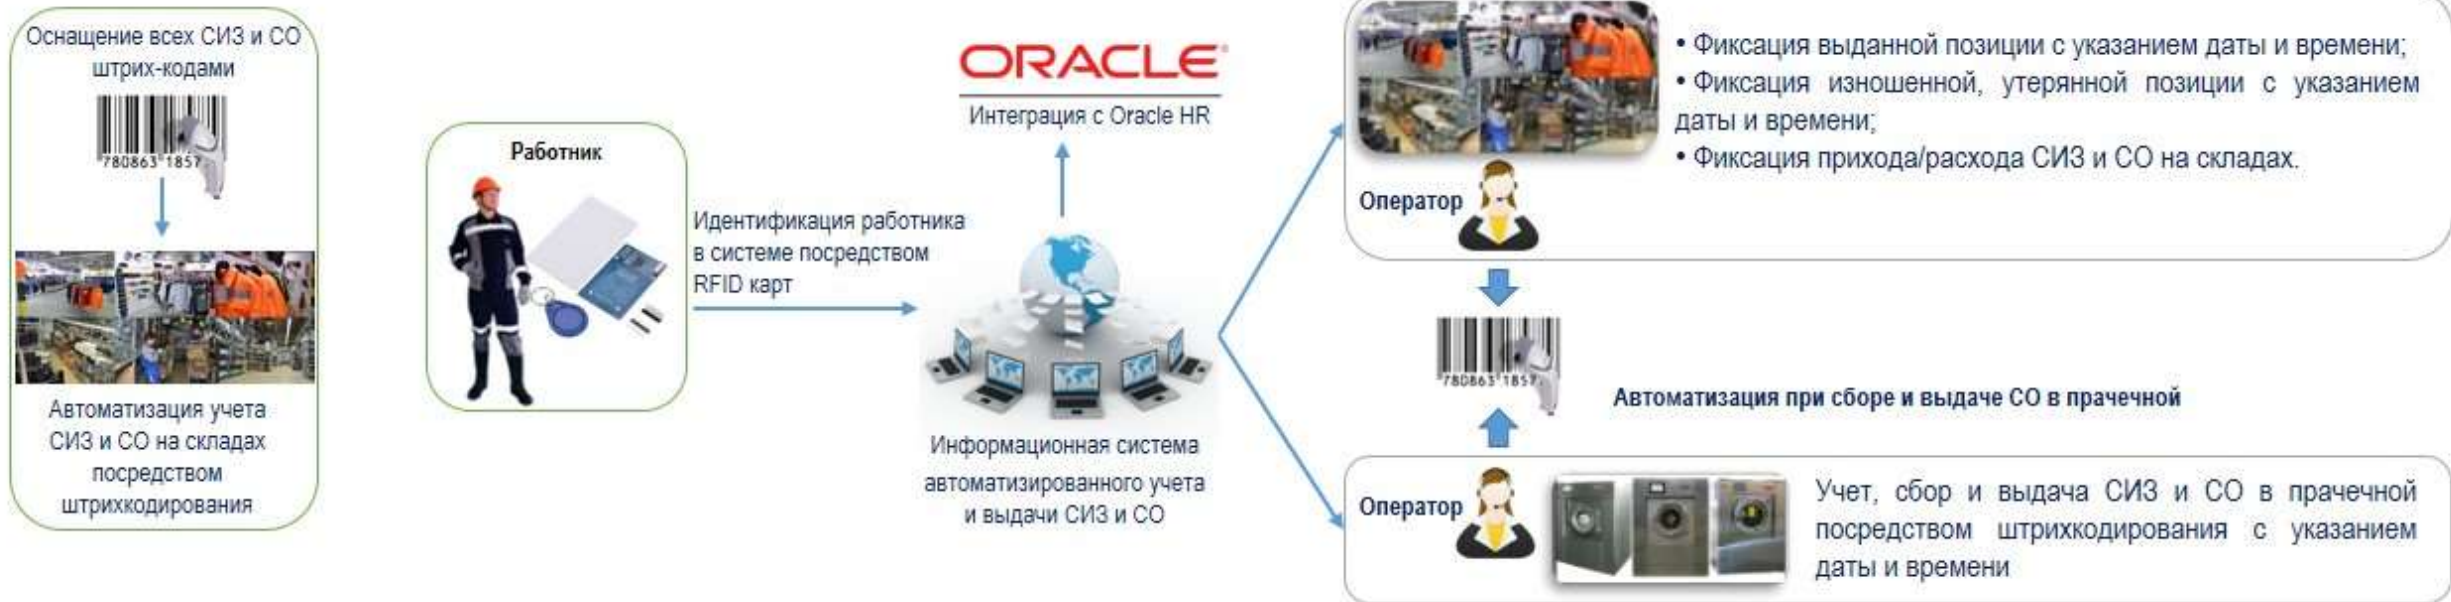 Оснащение всех СИЗ и СО
штрих-кодами
780863 1857
Автоматизация учета
СИЗ и СО на складах
посредством
штрихкодирования
Работник
Идентификация работника
в системе посредством
RFID карт
ORACLE
Интеграция с Oracle HR
Информационная система
автоматизированного учета
и выдачи СИЗ и СО
• Фиксация выданной позиции с указанием даты и времени;
• Фиксация изношенной, утерянной позиции с указанием
даты и времени;
• Фиксация прихода/расхода СИЗ и СО на складах.
Оператор
780863 1857
Автоматизация при сборе и выдаче СО в прачечной
Оператор
Учет, сбор и выдача СИЗ и СО в прачечной
посредством штрихкодирования с указанием
даты и времени